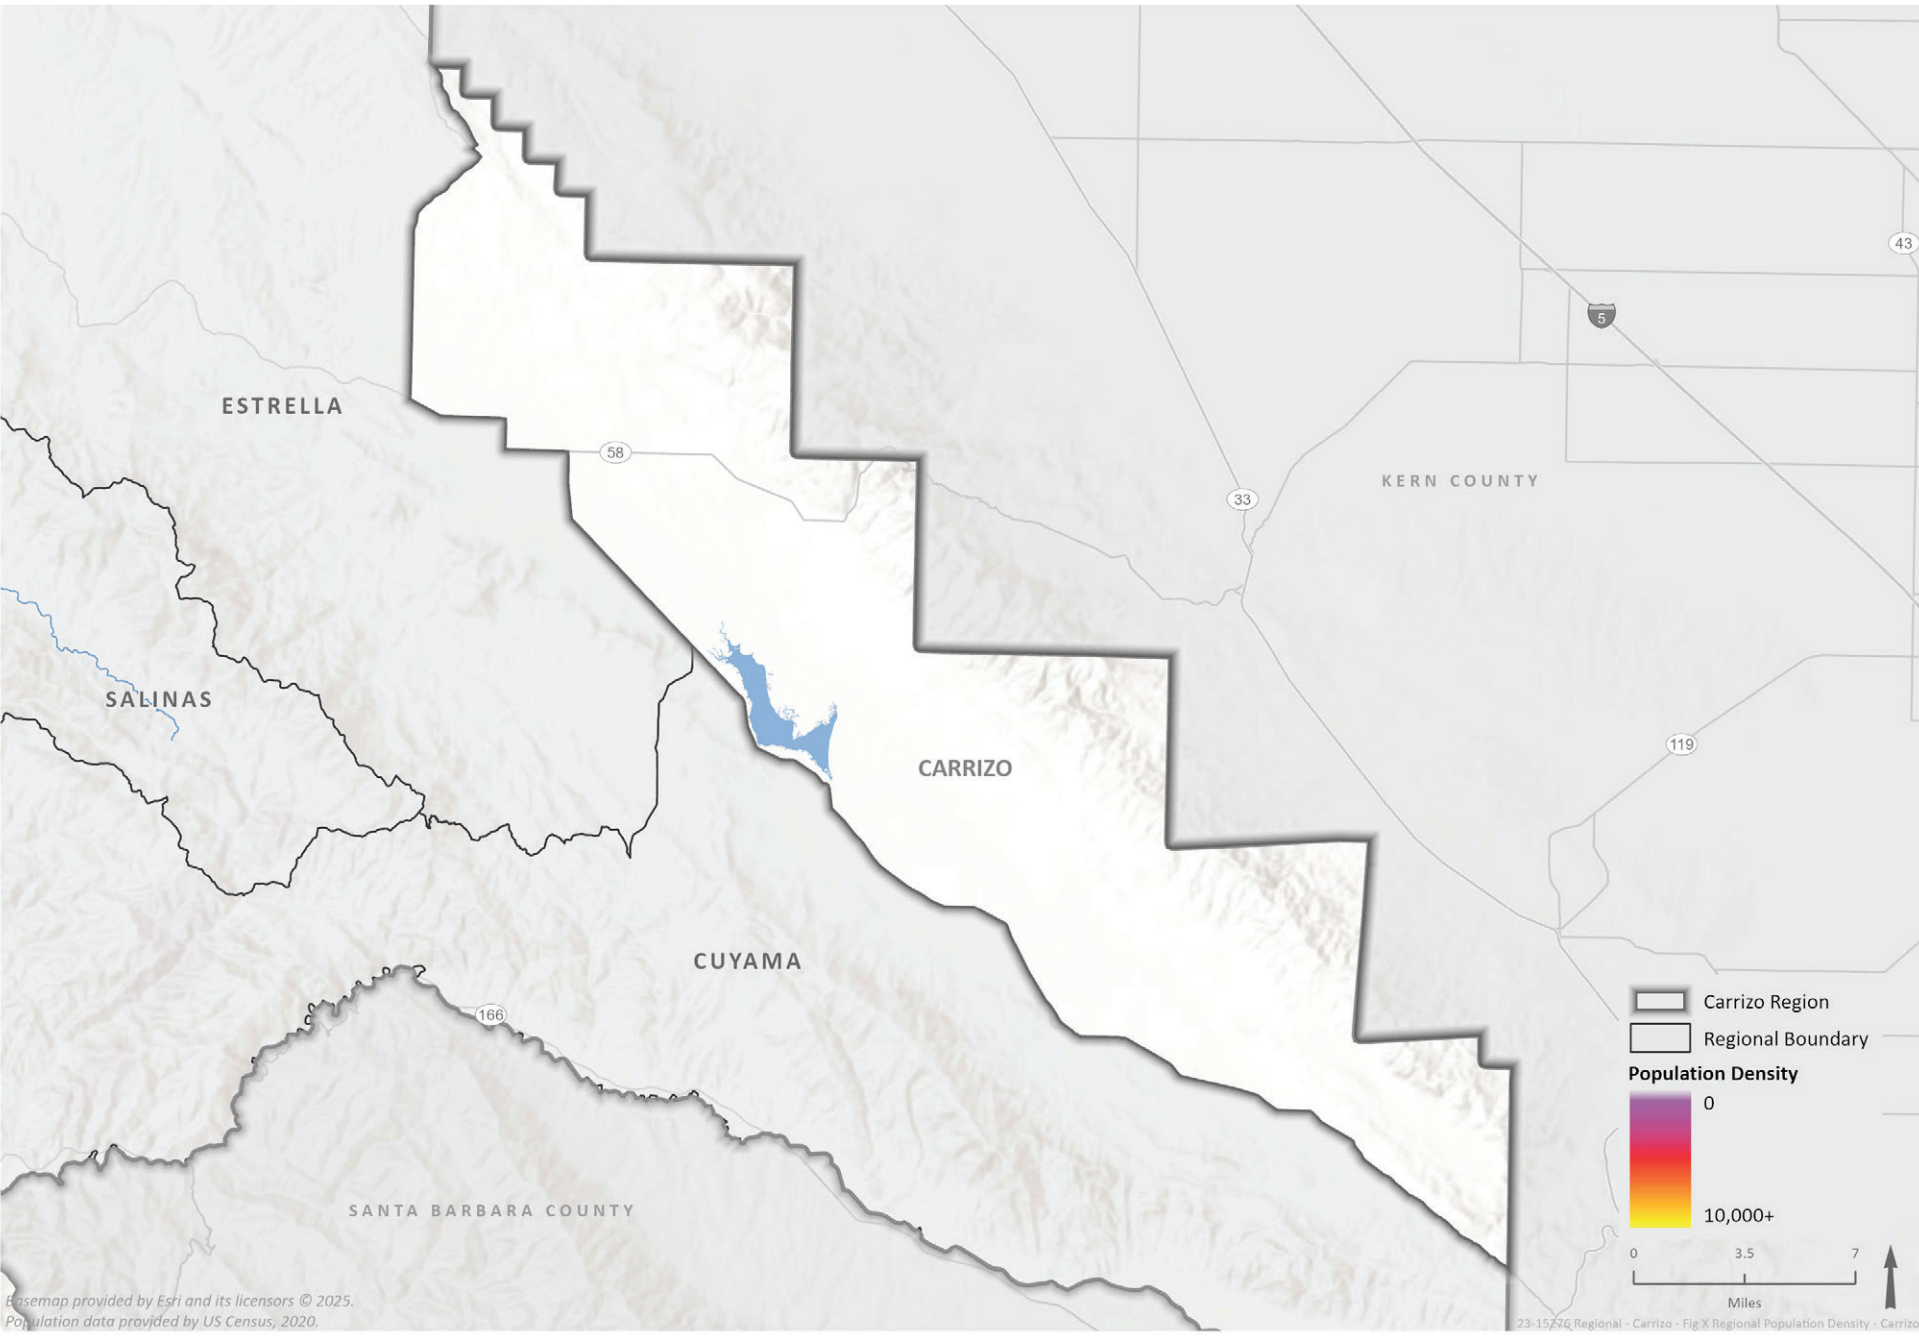 43
5
ESTRELLA
58
KERN COUNTY
33
SALINAS
119
CARRIZO
CUYAMA
166
SANTA BARBARA COUNTY
Carrizo Region
Regional Boundary
Population Density
0
10,000+
0 3.5 7
Miles
Basemap provided by Esri and its licensors © 2025.
Population data provided by US Census, 2020.
23-15276 Regional - Carrizo - Fig X Regional Population Density - Carrizo